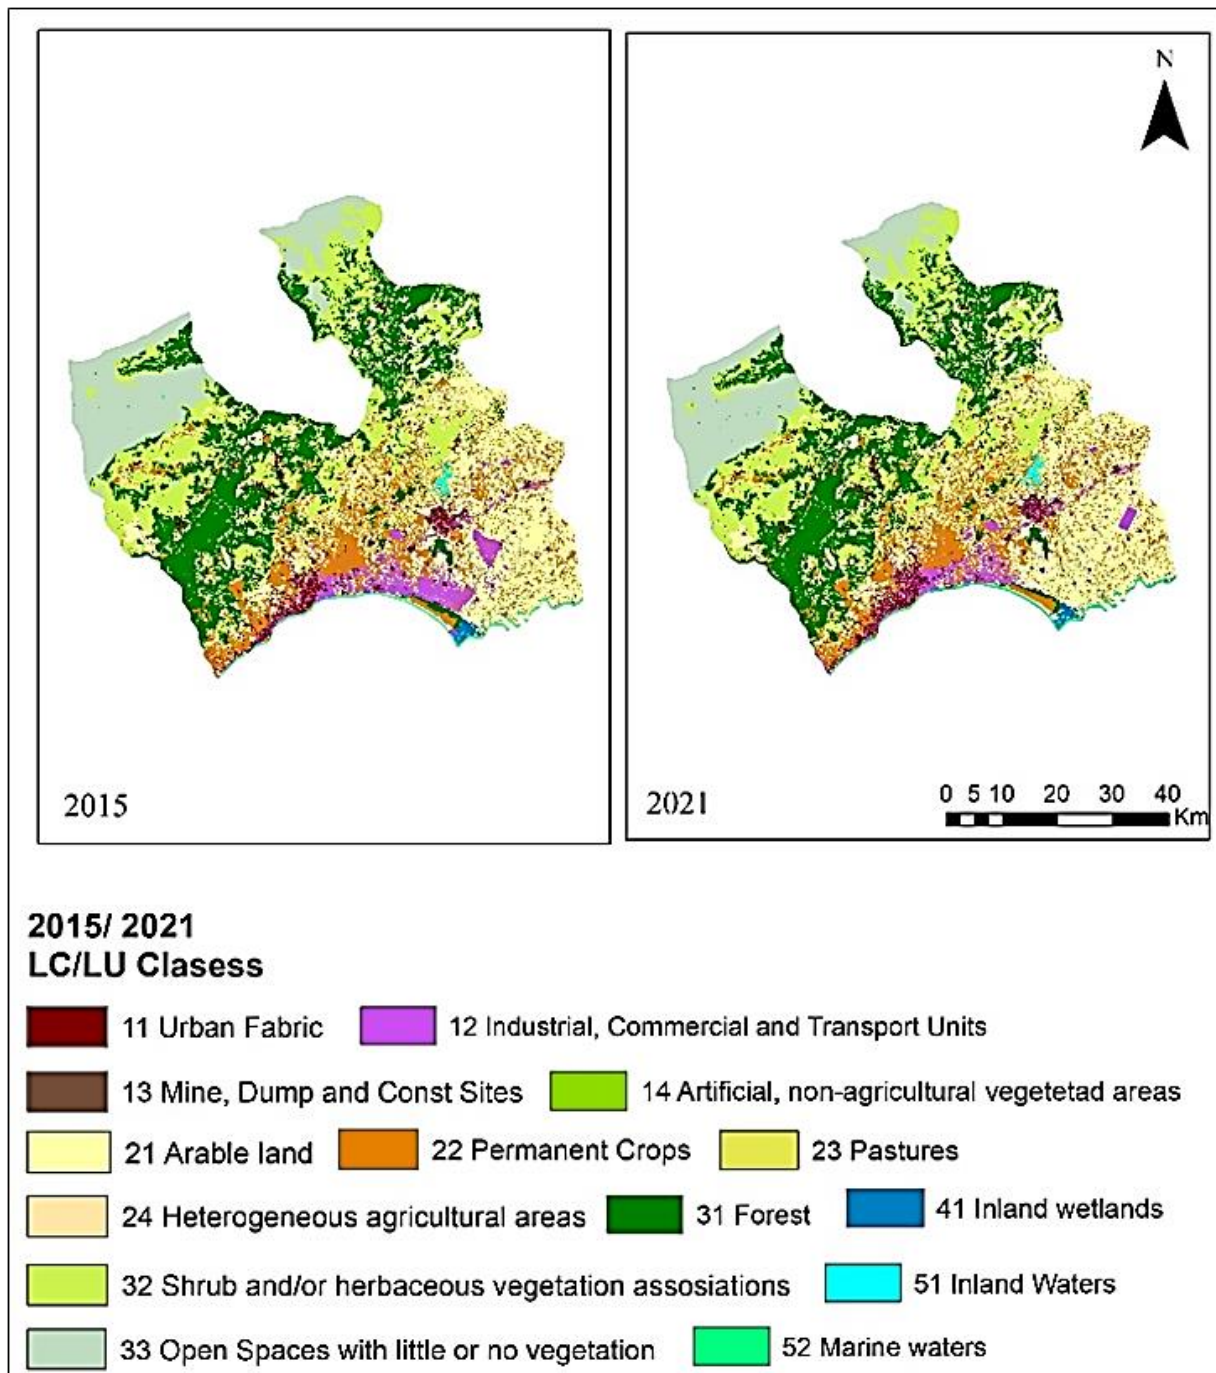 N
2015
2021
0 5 10 20 30 40
Km
2015/ 2021
LC/LU Clasess
11 Urban Fabric
12 Industrial, Commercial and Transport Units
13 Mine, Dump and Const Sites
14 Artificial, non-agricultural vegetetad areas
21 Arable land
22 Permanent Crops
23 Pastures
24 Heterogeneous agricultural areas
31 Forest
41 Inland wetlands
32 Shrub and/or herbaceous vegetation assosiations
51 Inland Waters
33 Open Spaces with little or no vegetation
52 Marine waters